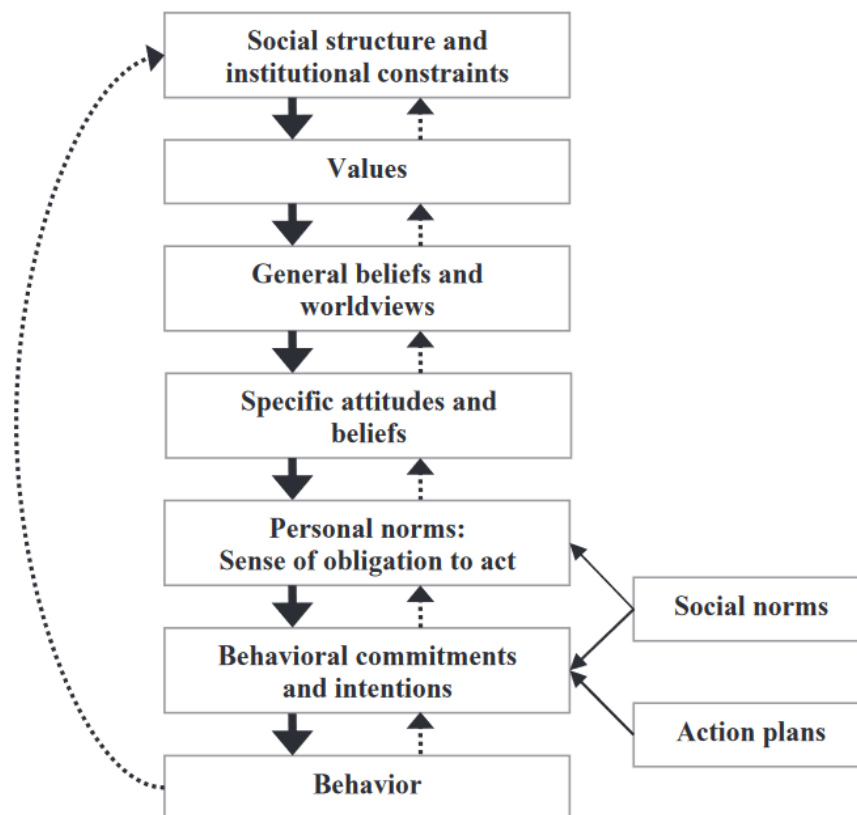 Social structure and
institutional constraints
Values
General beliefs and
worldviews
Specific attitudes and
beliefs
Personal norms:
Sense of obligation to act
Social norms
Behavioral commitments
and intentions
Action plans
Behavior